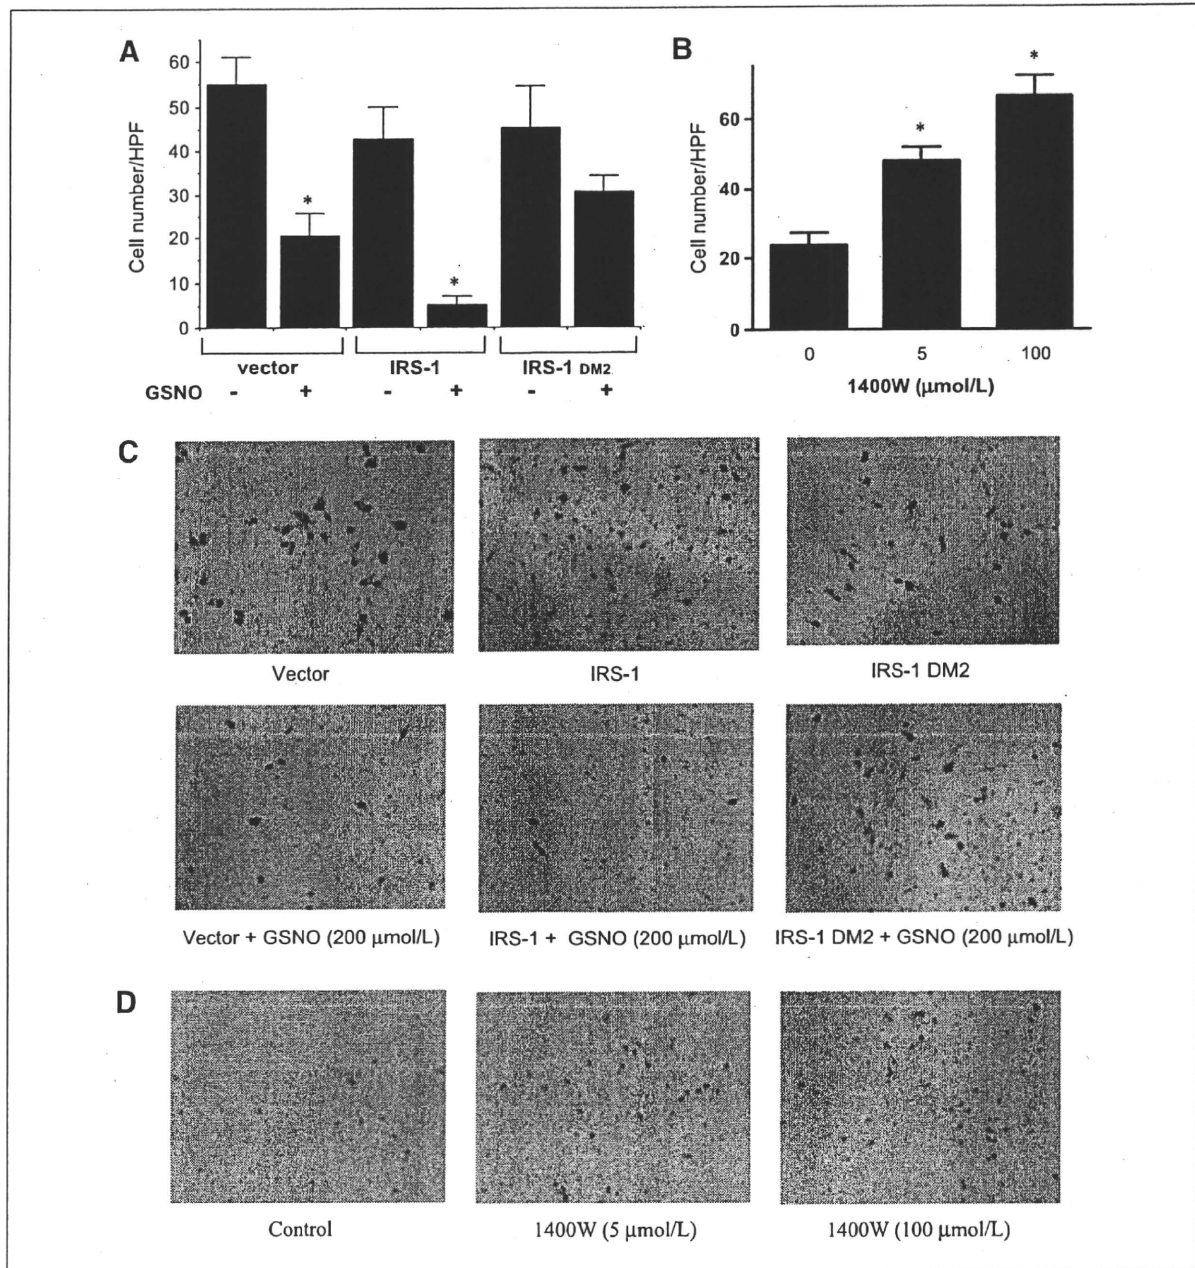 A
Cell number/HPF
60
50
40
30
20
10
0
*
*
vector
IRS-1
IRS-1 DM2
GSNO - + - + - +
B
Cell number/HPF
60
40
20
0
*
*
0 5 100
1400W (μmol/L)
C
Vector
IRS-1
IRS-1 DM2
Vector + GSNO (200 μmol/L)
IRS-1 + GSNO (200 μmol/L)
IRS-1 DM2 + GSNO (200 μmol/L)
D
Control
1400W (5 μmol/L)
1400W (100 μmol/L)